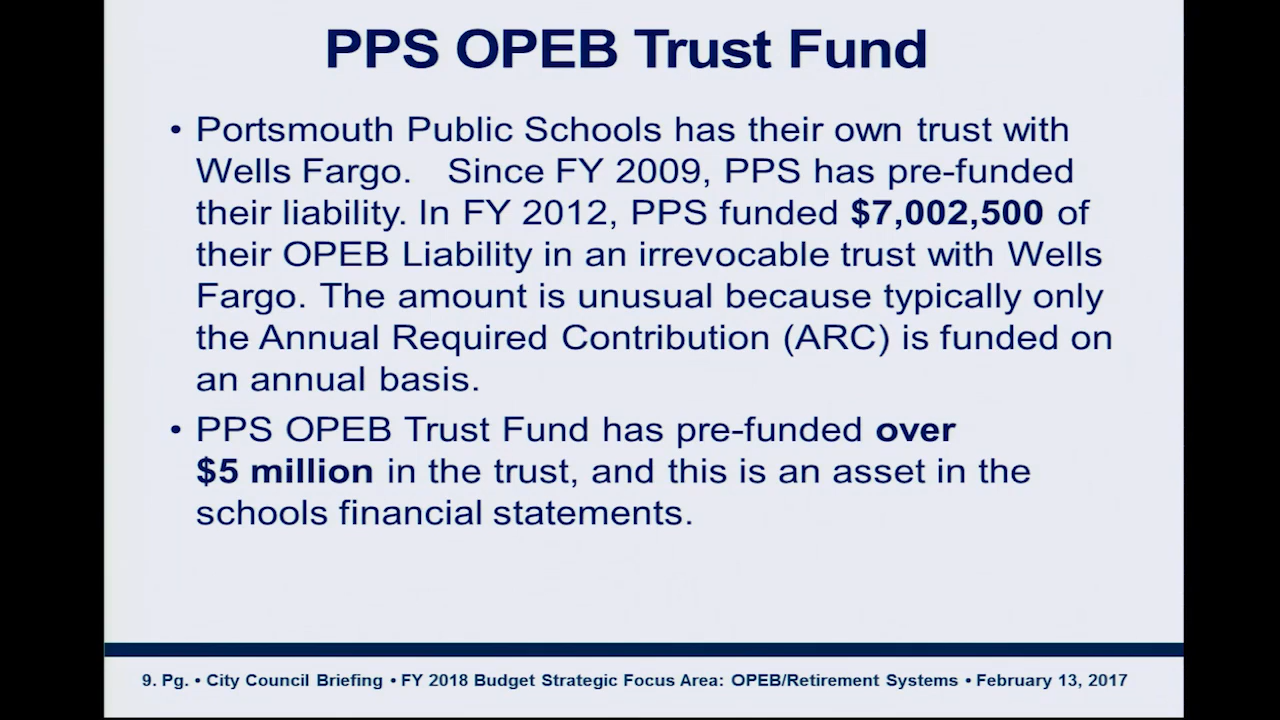 PPS OPEB Trust Fund
• Portsmouth Public Schools has their own trust with
Wells Fargo. Since FY 2009, PPS has pre-funded
their liability. In FY 2012, PPS funded $7,002,500 of
their OPEB Liability in an irrevocable trust with Wells
Fargo. The amount is unusual because typically only
the Annual Required Contribution (ARC) is funded on
an annual basis.
• PPS OPEB Trust Fund has pre-funded over
$5 million in the trust, and this is an asset in the
schools financial statements.
9. Pg. • City Council Briefing • FY 2018 Budget Strategic Focus Area: OPEB/Retirement Systems • February 13, 2017